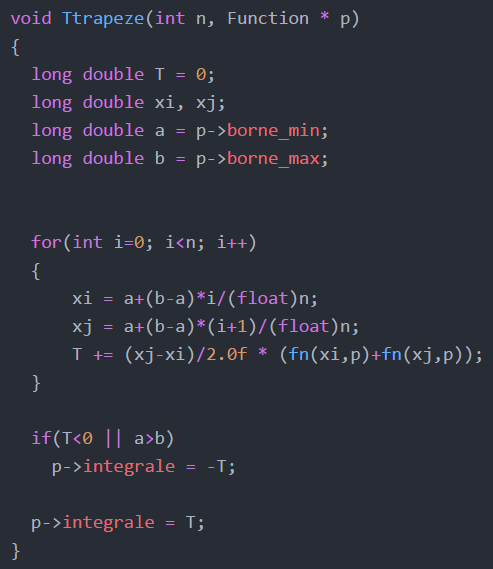 void Ttrapeze(int n, Function * p)
{
  long double T = 0;
  long double xi, xj;
  long double a = p->borne_min;
  long double b = p->borne_max;
  for(int i=0; i<n; i++)
  {
      xi = a+(b-a)*i/(float)n;
      xj = a+(b-a)*(i+1)/(float)n;
      T += (xj-xi)/2.0f * (fn(xi,p)+fn(xj,p));
  }
  if(T<0 || a>b)
    p->integrale = -T;
  p->integrale = T;
}